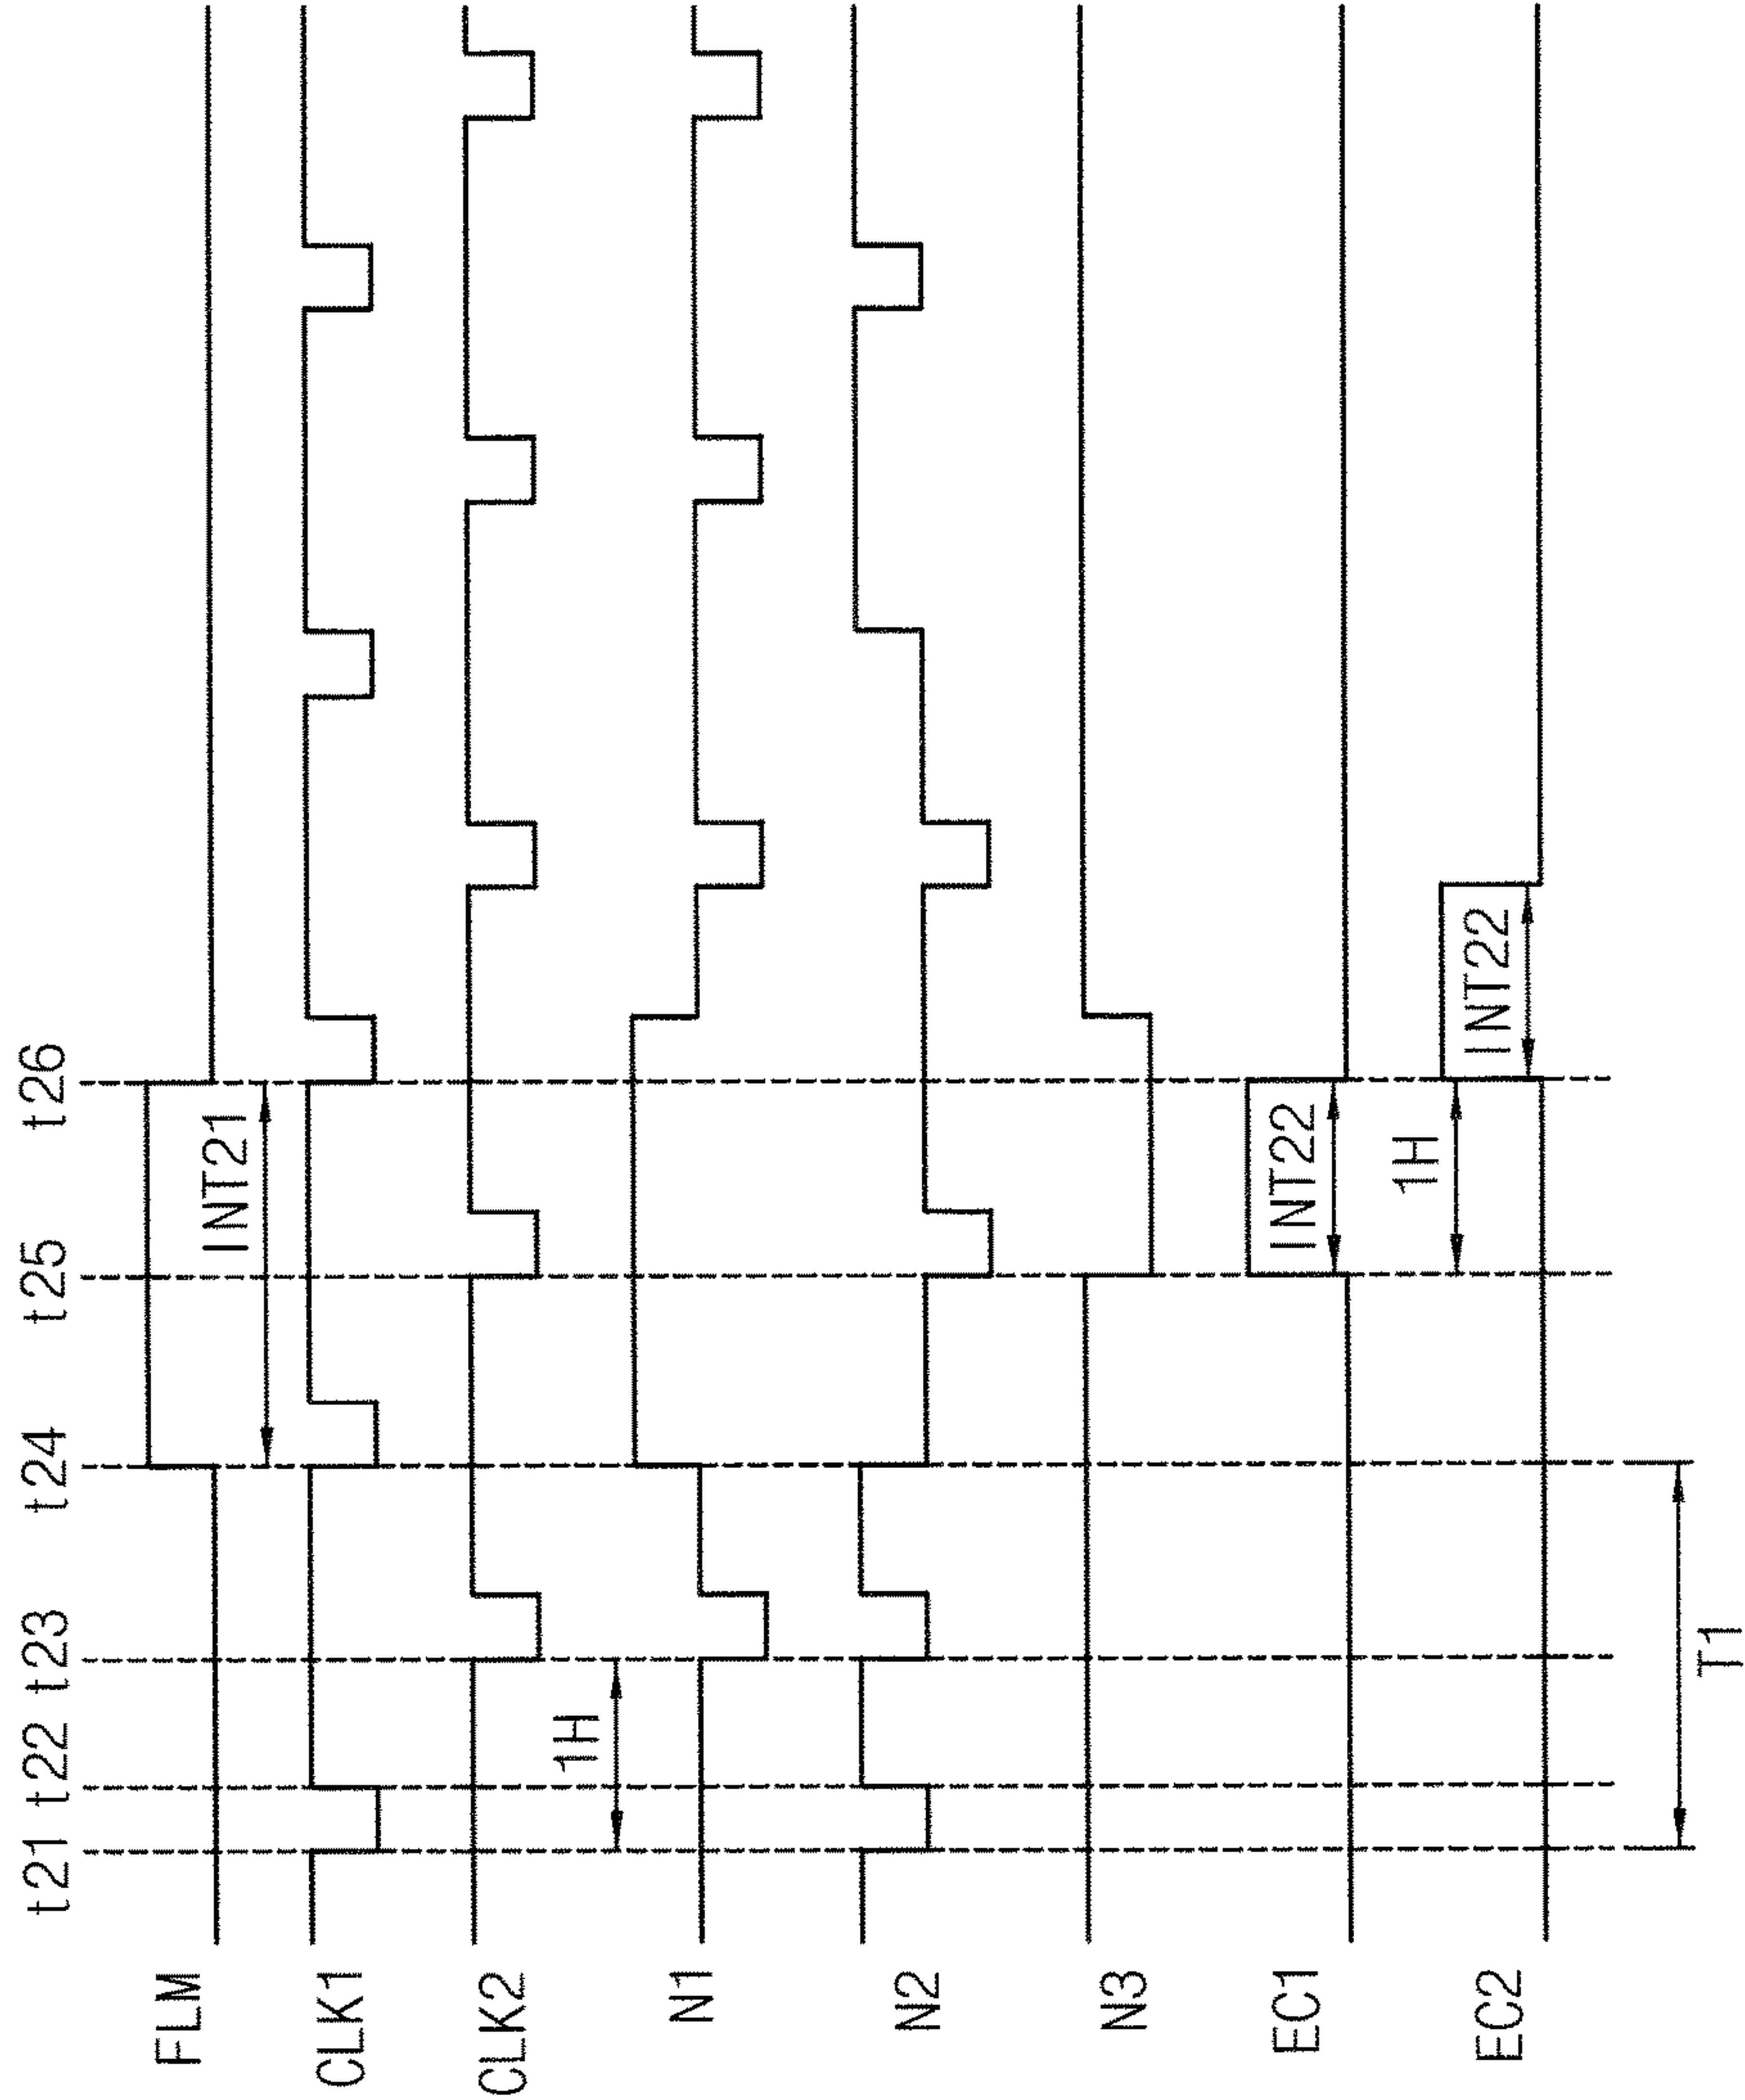 t21 t22 t23 t24 t25 t26
FLM
INT21
CLK1
CLK2
1H
N1
N2
N3
EC1
INT22
1H
EC2
INT22
T1